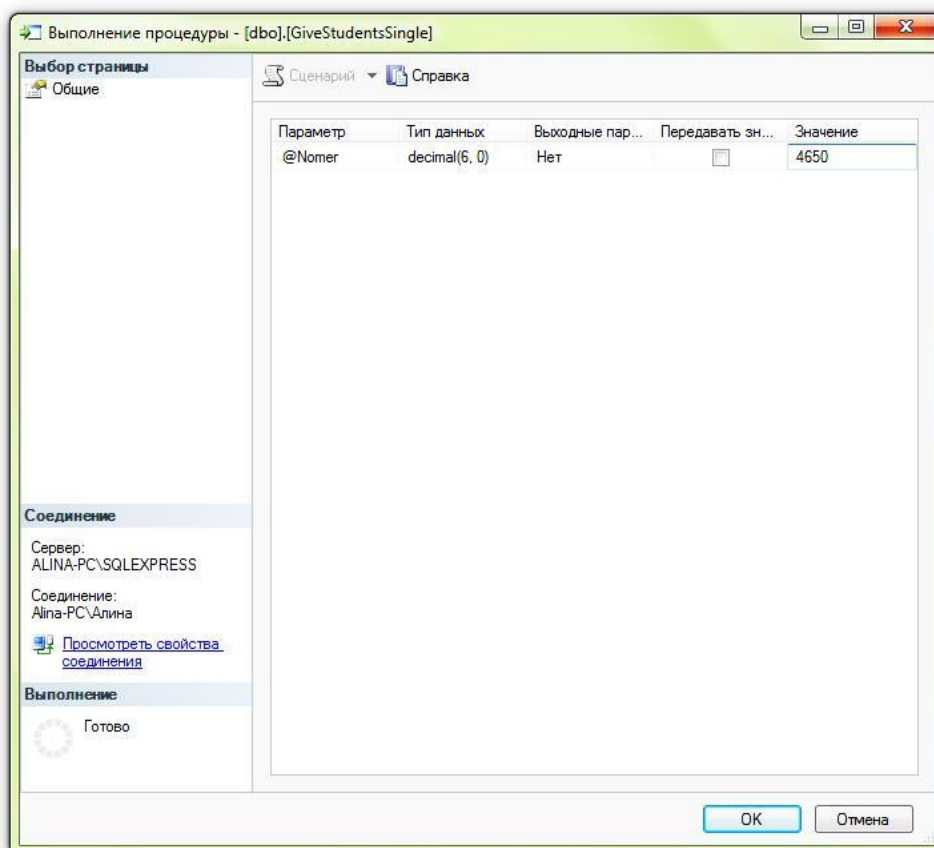 Выполнение процедуры - [dbo].[GiveStudentsSingle]
Выбор страницы
Общие
Сценарий
Справка
Параметр Тип данных Выходные пар... Передавать зн... Значение
@Nomer decimal(6, 0) Нет 4650
Соединение
Сервер:
ALINA-PC\SQLEXPRESS
Соединение:
Alina-PC\Алина
Просмотреть свойства
соединения
Выполнение
Готово
OK
Отмена